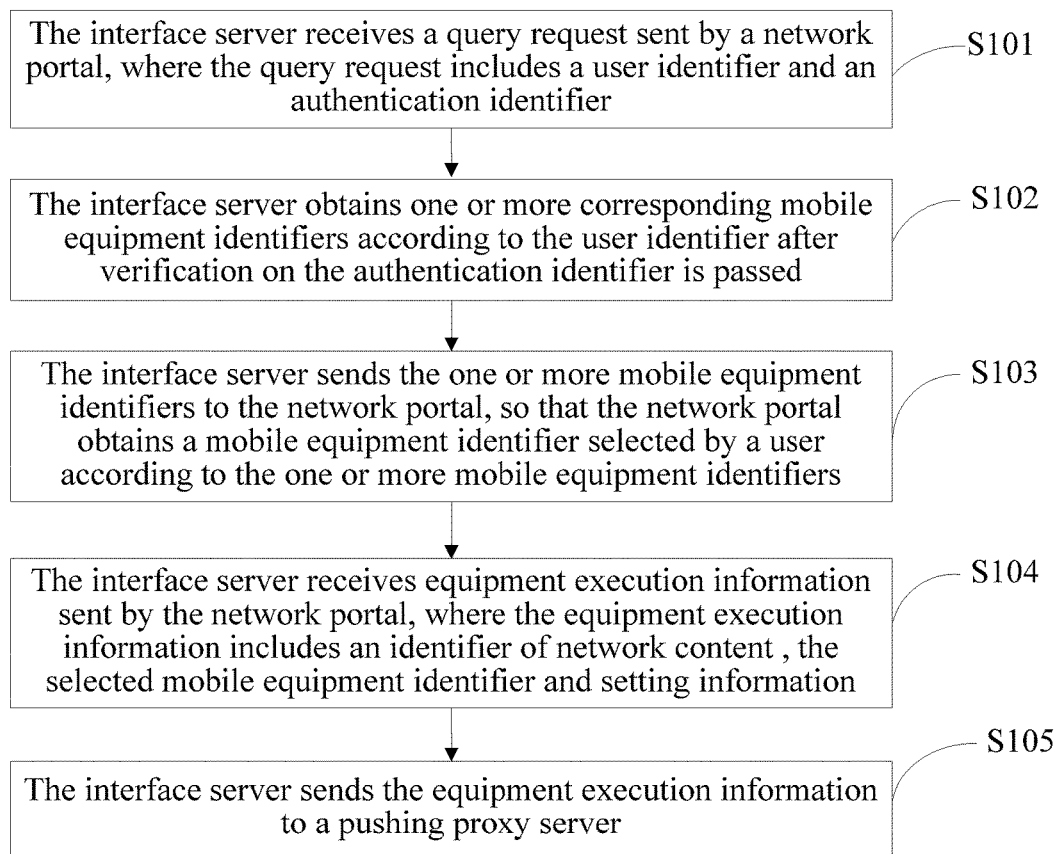 The interface server receives a query request sent by a network
portal, where the query request includes a user identifier and an
authentication identifier
S101
The interface server obtains one or more corresponding mobile
equipment identifiers according to the user identifier after
verification on the authentication identifier is passed
S102
The interface server sends the one or more mobile equipment
identifiers to the network portal, so that the network portal
obtains a mobile equipment identifier selected by a user
according to the one or more mobile equipment identifiers
S103
The interface server receives equipment execution information
sent by the network portal, where the equipment execution
information includes an identifier of network content , the
selected mobile equipment identifier and setting information
S104
The interface server sends the equipment execution information
to a pushing proxy server
S105